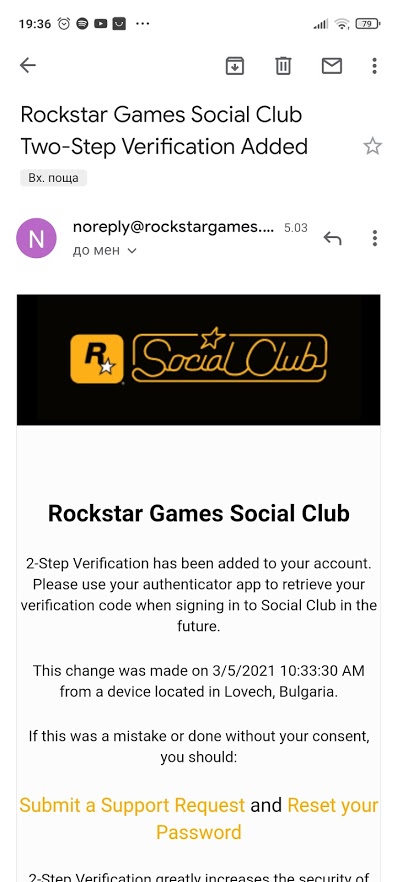 19:36 ... 79
Rockstar Games Social Club
Two-Step Verification Added
Вх. поща
N
noreply@rockstargames.... 5.03
до мен
R
Social Club
Rockstar Games Social Club
2-Step Verification has been added to your account.
Please use your authenticator app to retrieve your
verification code when signing in to Social Club in the
future.
This change was made on 3/5/2021 10:33:30 AM
from a device located in Lovech, Bulgaria.
If this was a mistake or done without your consent,
you should:
Submit a Support Request and Reset your
Password
2-Step Verification greatly increases the security of